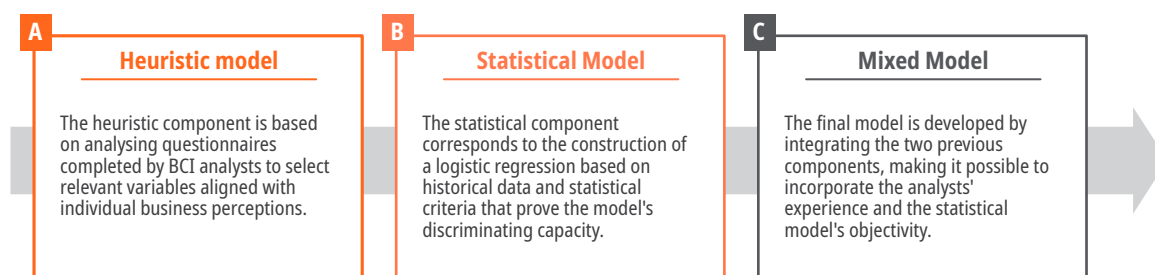 A
Heuristic model
The heuristic component is based
on analysing questionnaires
completed by BCI analysts to select
relevant variables aligned with
individual business perceptions.
B
Statistical Model
The statistical component
corresponds to the construction of
a logistic regression based on
historical data and statistical
criteria that prove the model's
discriminating capacity.
C
Mixed Model
The final model is developed by
integrating the two previous
components, making it possible to
incorporate the analysts'
experience and the statistical
model's objectivity.